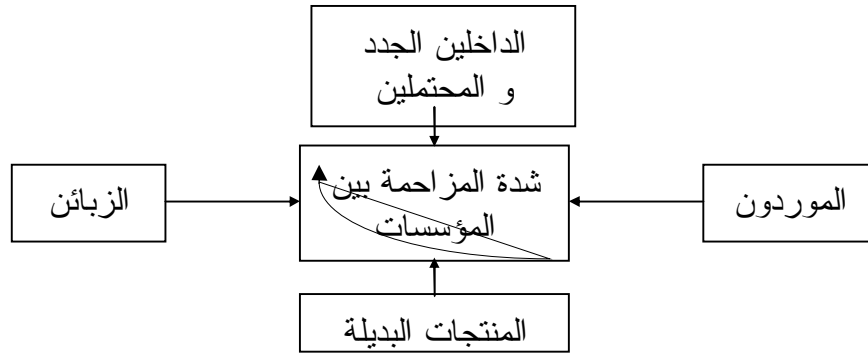 الداخلين الجدد
و المحتملين
الموردون
شدة المزاحمة بين
المؤسسات
الزبائن
المنتجات البديلة